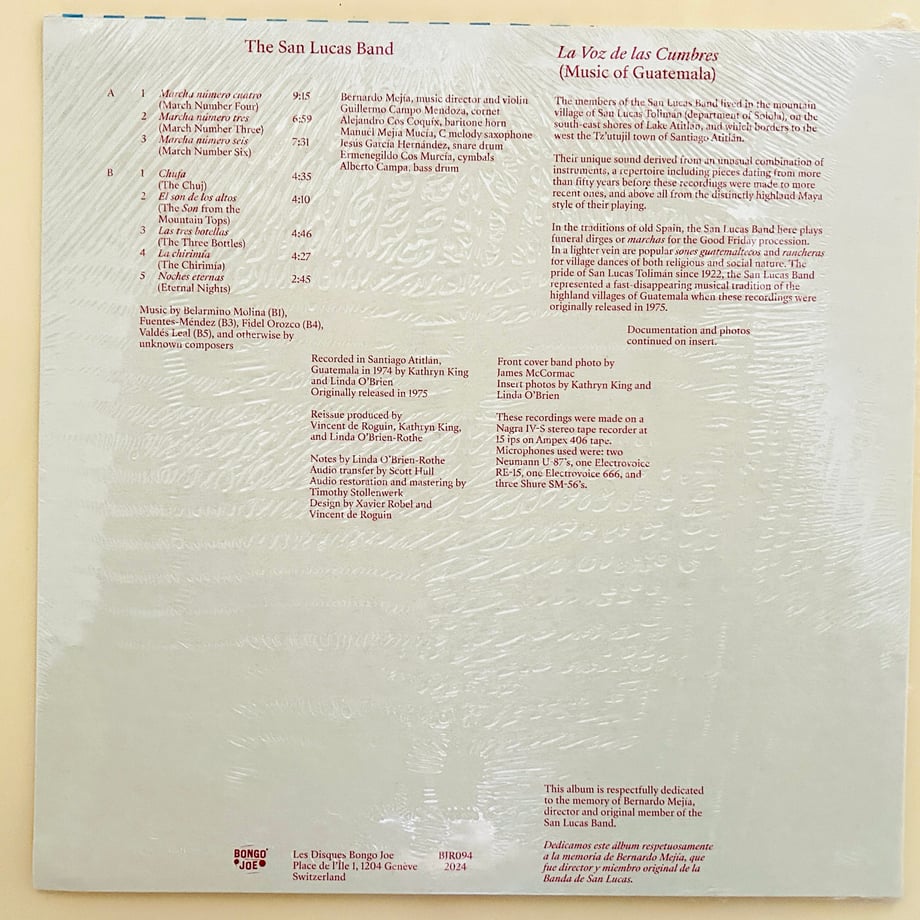 The San Lucas Band
La Voz de las Cumbres
(Music of Guatemala)
A 1 Marcha número cuatro 9:15
(March Number Four)
2 Marcha número tres 6:59
(March Number Three)
3 Marcha número seis 7:31
(March Number Six)
B 1 Chuja 4:35
(The Chuj)
2 El son de los altos 4:10
(The Son from the
Mountain Tops)
3 Las tres botellas 4:46
(The Three Bottles)
4 La chirimía 4:27
(The Chirimía)
5 Noches eternas 2:45
(Eternal Nights)
Music by Belarmino Molina (B1),
Fuentes-Méndez (B3), Fidel Orozco (B4),
Valdés Leal (B5), and otherwise by
unknown composers
Bernardo Mejía, music director and violin
Guillermo Campo Mendoza, cornet
Alejandro Cos Coquix, baritone horn
Manuel Mejía Mucía, C melody saxophone
Jesus García Hernández, snare drum
Ermenegildo Cos Murcía, cymbals
Alberto Campa, bass drum
The members of the San Lucas Band lived in the mountain
village of San Lucas Tolimán (department of Sololá), on the
south-east shores of Lake Atitlán, and which borders to the
west the Tz'utujil town of Santiago Atitlán.
Their unique sound derived from an unusual combination of
instruments, a repertoire including pieces dating from more
than fifty years before these recordings were made to more
recent ones, and above all from the distinctly highland Maya
style of their playing.
In the traditions of old Spain, the San Lucas Band here plays
funeral dirges or marchas for the Good Friday procession.
In a lighter vein are popular sones guatemaltecos and rancheras
for village dances of both religious and social nature. The
pride of San Lucas Tolimán since 1922, the San Lucas Band
represented a fast-disappearing musical tradition of the
highland villages of Guatemala when these recordings were
originally released in 1975.
Documentation and photos
continued on insert.
Recorded in Santiago Atitlán,
Guatemala in 1974 by Kathryn King
and Linda O'Brien
Originally released in 1975
Reissue produced by
Vincent de Roguin, Kathryn King,
and Linda O'Brien-Rothe
Notes by Linda O'Brien-Rothe
Audio transfer by Scott Hull
Audio restoration and mastering by
Timothy Stollenwerk
Design by Xavier Robel and
Vincent de Roguin
Front cover band photo by
James McCormac
Insert photos by Kathryn King and
Linda O'Brien
These recordings were made on a
Nagra IV-S stereo tape recorder at
15 ips on Ampex 406 tape.
Microphones used were: two
Neumann U-87's, one Electrovoice
RE-15, one Electrovoice 666, and
three Shure SM-56's.
This album is respectfully dedicated
to the memory of Bernardo Mejía,
director and original member of the
San Lucas Band.
Dedicamos este álbum respetuosamente
a la memoria de Bernardo Mejía, que
fue director y miembro original de la
Banda de San Lucas.
BONGO
JOE
Les Disques Bongo Joe
Place de l'Île 1, 1204 Genève
Switzerland
BJR094
2024